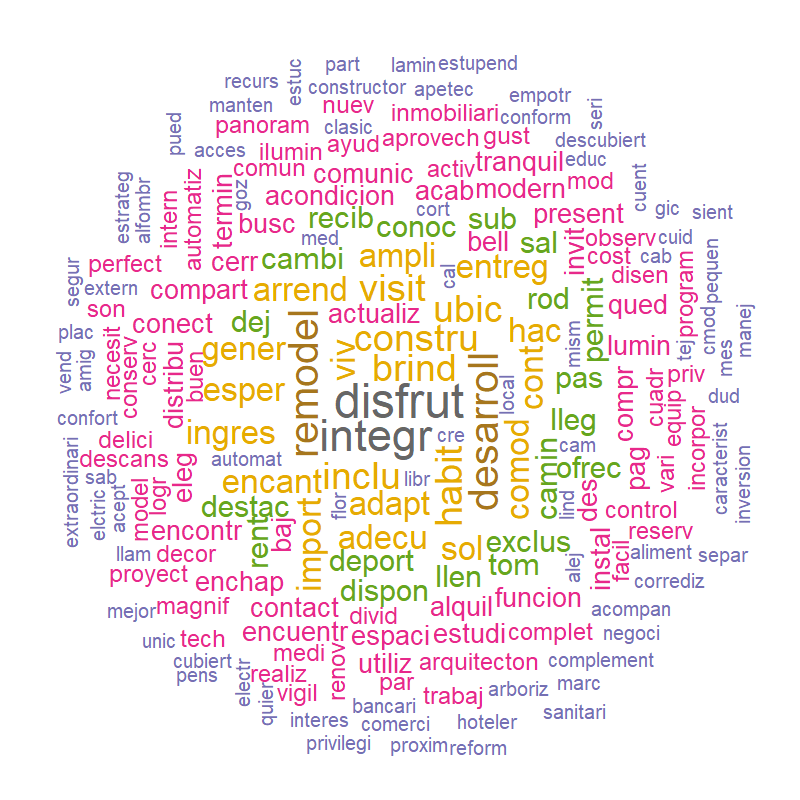 part
lamin
estupend
recurs
estuc
constructor
apetec
empotr
manten
nuev
inmobiliari
conform
seri
pued
panoram
clasic
descubiert
acces
ilumin
ayud
aprovech
gust
educ
comun
comunic
activ
tranquil
cuent
estrateg
alfombr
intern
automatiz
termin
goz
acondicion
acab
modern
mod
gic
sient
busc
recib
conoc
cort
sub
present
invit
observ
cuid
med
bell
sal
cost
cab
segur
perfect
cerr
cambi
ampli
cal
entreg
disen
program
cmod
pequen
extern
compart
arrend
visit
rod
permit
qued
son
conect
dej
actualiz
ubic
hac
mism
tej
mes
manej
plac
necesit
conserv
cerc
distribu
buen
gener
remodel
viv
constru
lumin
vend
amig
esper
brind
desarroll
cont
pas
compr
cuadr
priv
dud
disfrut
local
confort
ingres
integr
lleg
equip
incorpor
delici
descans
eleg
automat
cre
cam
ofrec
pag
vari
caracterist
inversion
extraordinari
elctric
sab
acept
model
logr
encant
inclu
libr
habit
comod
camin
lind
des
control
destac
import
flor
adapt
encontr
rent
baj
adecu
sol
exclus
alej
instal
facil
reserv
llam
decor
deport
aliment
separ
proyect
enchap
dispon
llen
tom
corrediz
mejor
magnif
contact
divid
alquil
funcion
acompan
unic
tech
encuentr
espaci
estudi
complet
negoci
cubiert
pens
medi
renov
utiliz
arquitecton
complement
electr
realiz
par
quier
vigil
trabaj
arboriz
marc
bancari
interes
comerci
hoteler
sanitari
privilegi
proxim
reform